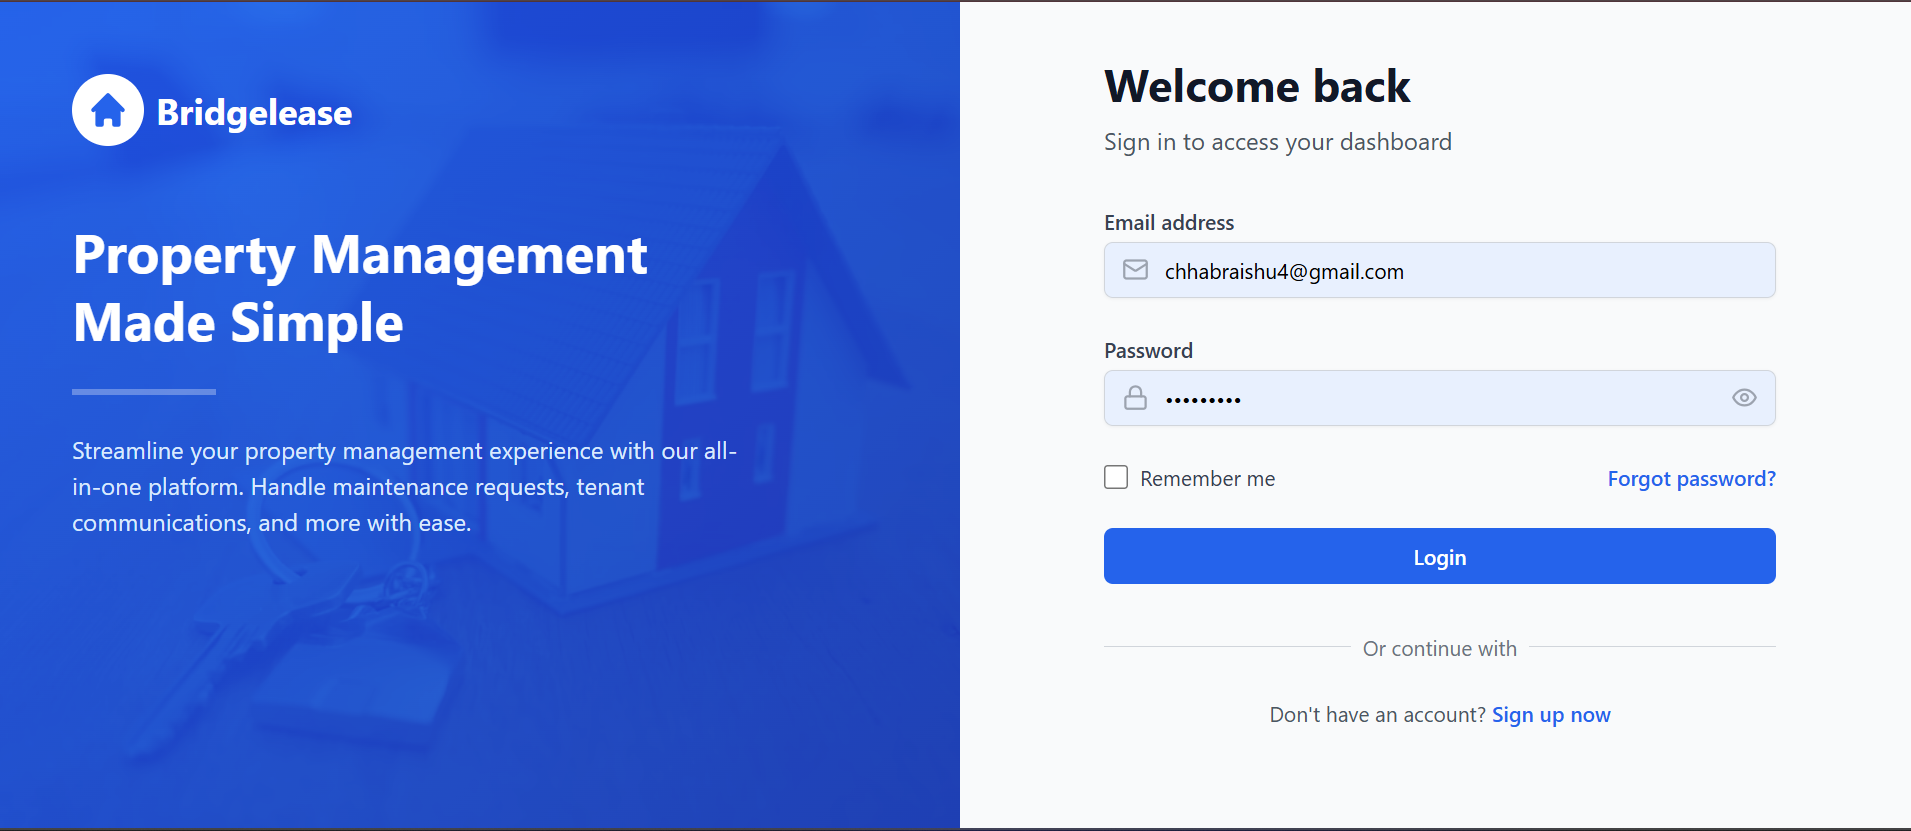 Bridgelease
Property Management
Made Simple
Streamline your property management experience with our all-
in-one platform. Handle maintenance requests, tenant
communications, and more with ease.
Welcome back
Sign in to access your dashboard
Email address
chhabraishu4@gmail.com
Password
•••••••••
Remember me
Forgot password?
Login
Or continue with
Don't have an account? Sign up now